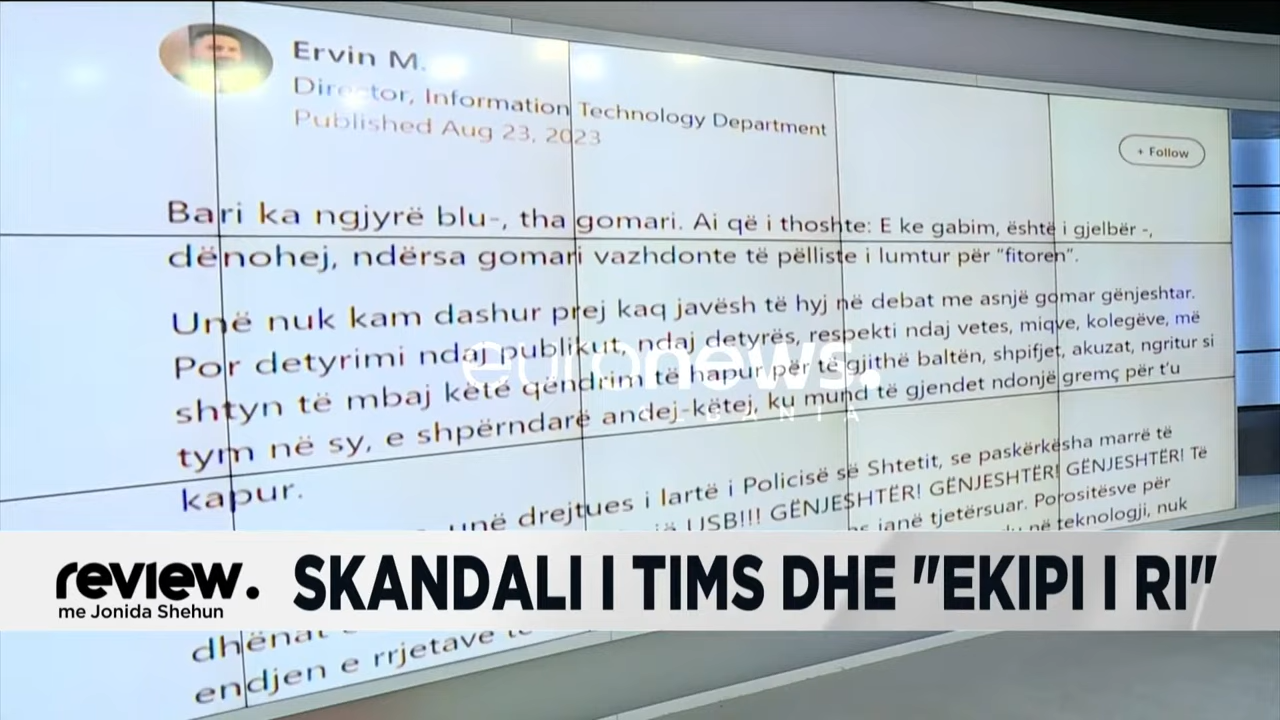 Ervin M.
Director, Information Technology Department
Published Aug 23, 2023
+ Follow
Bari ka ngjyrë blu-, tha gomari. Ai që i thoshte: E ke gabim, është i gjelbër -,
dënohej, ndërsa gomari vazhdonte të pëlliste i lumtur për “fitoren”.
Unë nuk kam dashur prej kaq javësh të hyj në debat me asnjë gomar gënjeshtar.
Por detyrimi ndaj publikut, ndaj detyrës, respekti ndaj vetes, miqve, kolegëve, më
shtyn të mbaj këtë qëndrim të hapur për të gjithë baltën, shpifjet, akuzat, ngritur si
tym në sy, e shpërndarë andej-këtej, ku mund të gjendet ndonjë gremç për t’u
kapur.
unë drejtues i lartë i Policisë së Shtetit, se paskërkësha marrë të
USB!!! GËNJESHTËR! GËNJESHTËR! GËNJESHTËR! Të
janë tjetërsuar. Porositësve për
në teknologji, nuk
euronews.
ALBANIA
review.
me Jonida Shehun
SKANDALI I TIMS DHE "EKIPI I RI"
dhënat
endjen e rrjetave